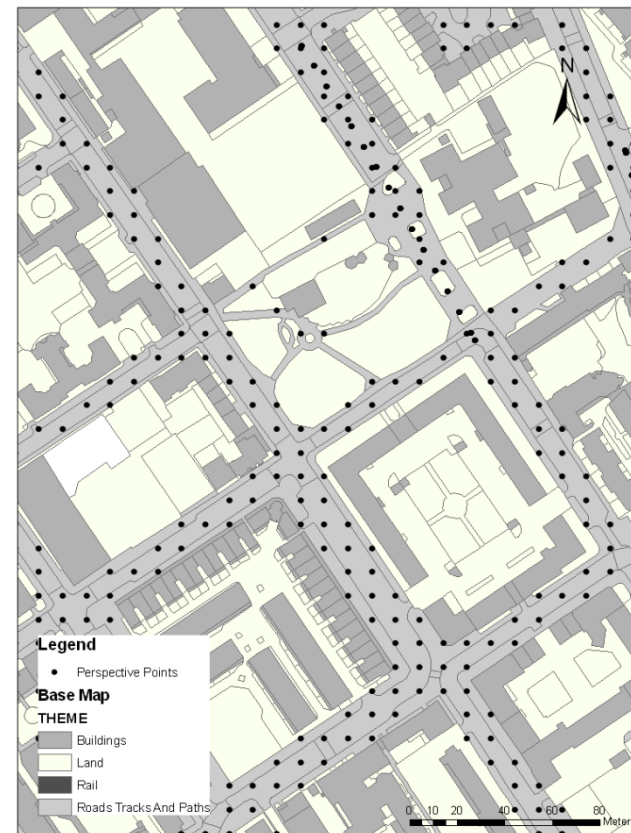 N
Legend
Perspective Points
Base Map
THEME
Buildings
Land
Rail
Roads Tracks And Paths
0 10 20 40 60 80
Meter